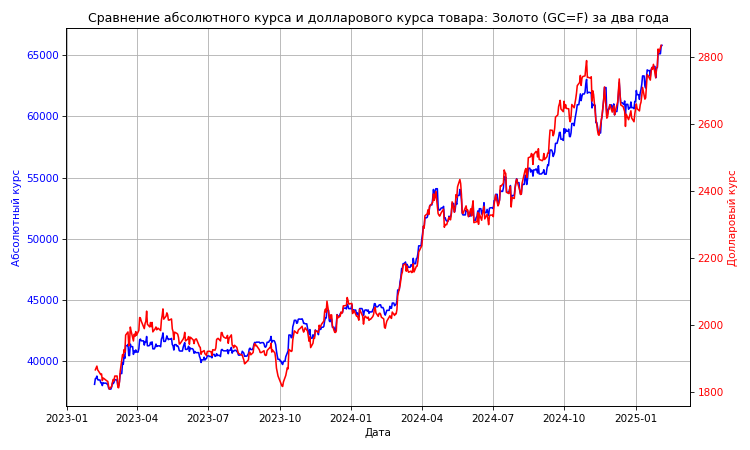 Сравнение абсолютного курса и долларового курса товара: Золото (GC=F) за два года
65000
60000
55000
50000
45000
40000
Абсолютный курс
2800
2600
2400
2200
2000
1800
Долларовый курс
2023-01 2023-04 2023-07 2023-10 2024-01 2024-04 2024-07 2024-10 2025-01
Дата